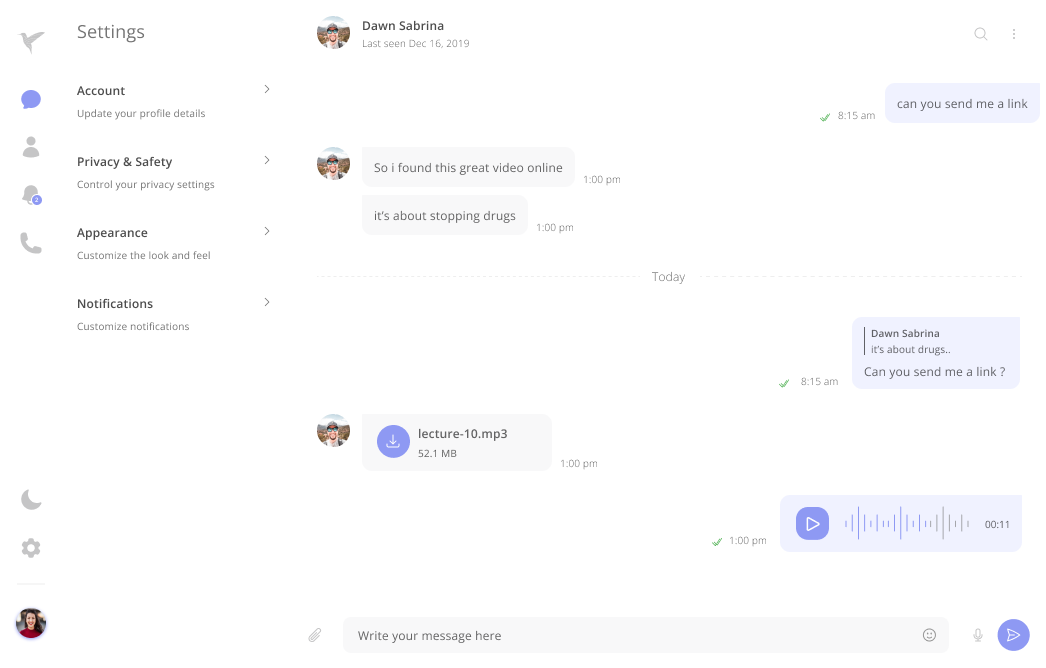 Settings
Account
Update your profile details
Privacy & Safety
Control your privacy settings
Appearance
Customize the look and feel
Notifications
Customize notifications
2
Dawn Sabrina
Last seen Dec 16, 2019
can you send me a link
8:15 am
So i found this great video online
1:00 pm
it's about stopping drugs
1:00 pm
Today
Dawn Sabrina
it's about drugs..
Can you send me a link ?
8:15 am
lecture-10.mp3
52.1 MB
1:00 pm
00:11
1:00 pm
Write your message here